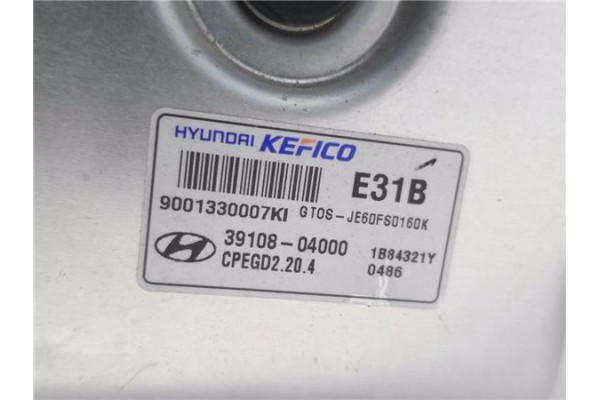 HYUNDAI KEFICO
E31B
9001330007KI GTOS-JE60FS0160K
39108-04000 1B84321Y
CPEGD2.20.4 0486